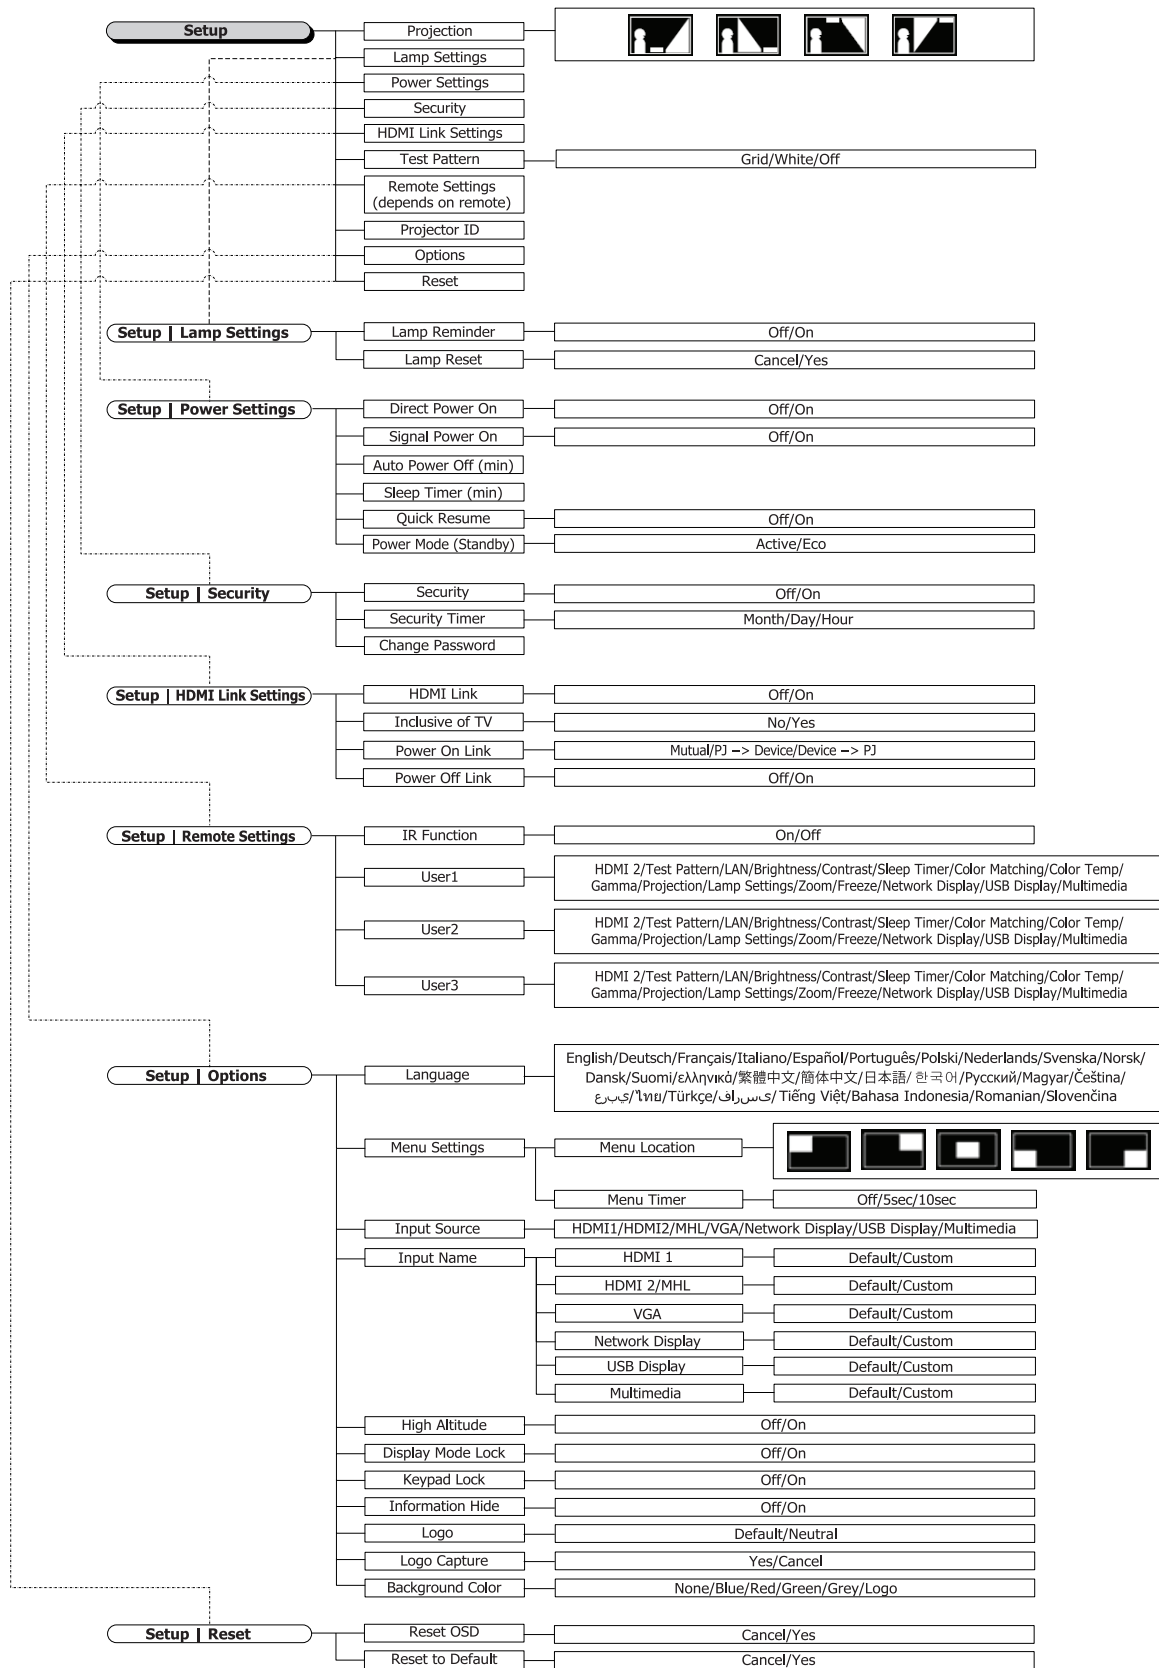 Setup
Projection
Lamp Settings
Power Settings
Security
HDMI Link Settings
Test Pattern
Grid/White/Off
Remote Settings
(depends on remote)
Projector ID
Options
Reset
Setup | Lamp Settings
Lamp Reminder
Off/On
Lamp Reset
Cancel/Yes
Setup | Power Settings
Direct Power On
Off/On
Signal Power On
Off/On
Auto Power Off (min)
Sleep Timer (min)
Quick Resume
Off/On
Power Mode (Standby)
Active/Eco
Setup | Security
Security
Off/On
Security Timer
Month/Day/Hour
Change Password
Setup | HDMI Link Settings
HDMI Link
Off/On
Inclusive of TV
No/Yes
Power On Link
Mutual/PJ −> Device/Device −> PJ
Power Off Link
Off/On
Setup | Remote Settings
IR Function
On/Off
User1
HDMI 2/Test Pattern/LAN/Brightness/Contrast/Sleep Timer/Color Matching/Color Temp/
Gamma/Projection/Lamp Settings/Zoom/Freeze/Network Display/USB Display/Multimedia
User2
HDMI 2/Test Pattern/LAN/Brightness/Contrast/Sleep Timer/Color Matching/Color Temp/
Gamma/Projection/Lamp Settings/Zoom/Freeze/Network Display/USB Display/Multimedia
User3
HDMI 2/Test Pattern/LAN/Brightness/Contrast/Sleep Timer/Color Matching/Color Temp/
Gamma/Projection/Lamp Settings/Zoom/Freeze/Network Display/USB Display/Multimedia
Setup | Options
Language
English/Deutsch/Français/Italiano/Español/Português/Polski/Nederlands/Svenska/Norsk/
Dansk/Suomi/ελληνικά/繁體中文/簡体中文/日本語/한국어/Русский/Magyar/Čeština/
ﻱﺏﺭﻉ/ไทย/Türkçe/ﯽﺳﺭﺍﻑ/Tiếng Việt/Bahasa Indonesia/Romanian/Slovenčina
Menu Settings
Menu Location
Menu Timer
Off/5sec/10sec
Input Source
HDMI1/HDMI2/MHL/VGA/Network Display/USB Display/Multimedia
Input Name
HDMI 1
Default/Custom
HDMI 2/MHL
Default/Custom
VGA
Default/Custom
Network Display
Default/Custom
USB Display
Default/Custom
Multimedia
Default/Custom
High Altitude
Off/On
Display Mode Lock
Off/On
Keypad Lock
Off/On
Information Hide
Off/On
Logo
Default/Neutral
Logo Capture
Yes/Cancel
Background Color
None/Blue/Red/Green/Grey/Logo
Setup | Reset
Reset OSD
Cancel/Yes
Reset to Default
Cancel/Yes